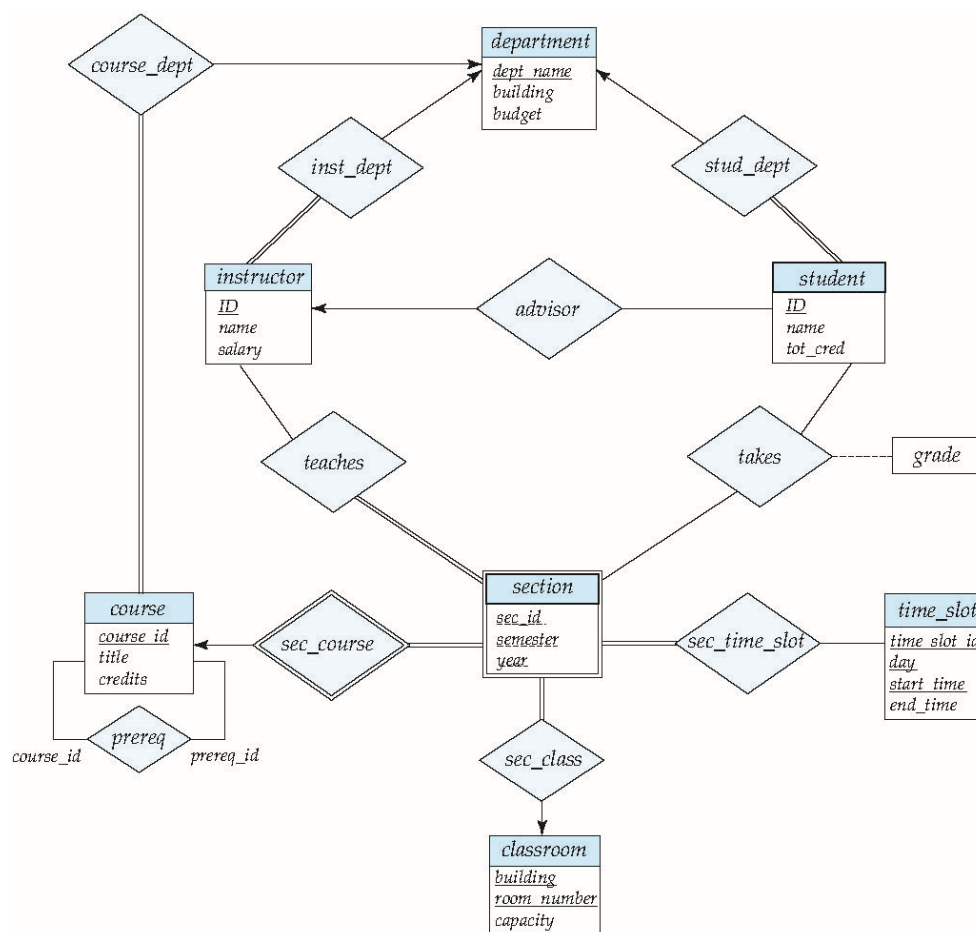 department
course_dept
dept_name
building
budget
inst_dept
stud_dept
instructor
student
ID
name
salary
advisor
ID
name
tot_cred
teaches
takes
grade
section
course
sec_id
semester
year
time_slot
course_id
title
credits
sec_course
sec_time_slot
time_slot_id
day
start_time
end_time
prereq
course_id
prereq_id
sec_class
classroom
building
room_number
capacity